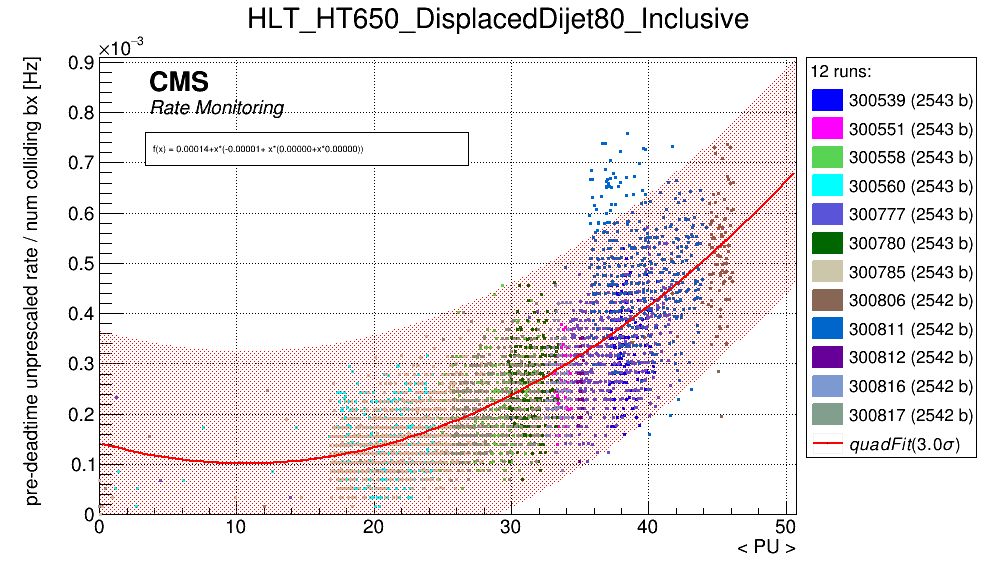 HLT_HT650_DisplacedDijet80_Inclusive
×10⁻³
pre-deadtime unprescaled rate / num colliding bx [Hz]
0.9
0.8
0.7
0.6
0.5
0.4
0.3
0.2
0.1
0
CMS
Rate Monitoring
f(x) = 0.00014+x*(-0.00001+ x*(0.00000+x*0.00000))
0 10 20 30 40 50
< PU >
12 runs:
300539 (2543 b)
300551 (2543 b)
300558 (2543 b)
300560 (2543 b)
300777 (2543 b)
300780 (2543 b)
300785 (2543 b)
300806 (2542 b)
300811 (2542 b)
300812 (2542 b)
300816 (2542 b)
300817 (2542 b)
quadFit(3.0σ)